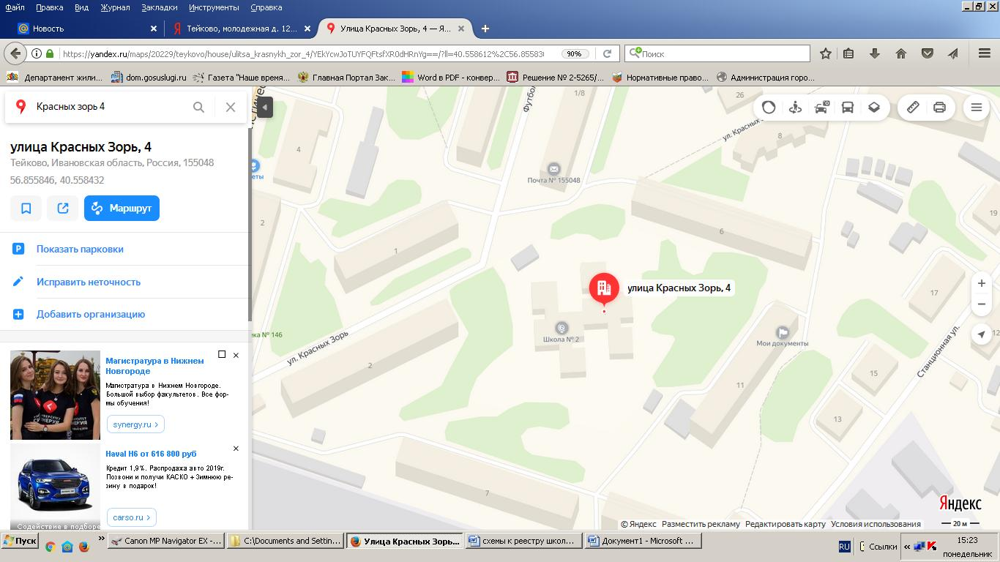 Файл Правка Вид Журнал Закладки Инструменты Справка
Новость
Тейково, молодежная д. 12...
Улица Красных Зорь, 4 — Я...
https://yandex.ru/maps/20229/teykovo/house/ulitsa_krasnykh_zor_4/YEkYcwJoTUYFQFtsfXR0dHRnYg==/?ll=40.558612%2C56.85583
90%
Поиск
Департамент жили...
dom.gosuslugi.ru
Газета "Наше время...
Главная Портал Зак...
Word в PDF - конвер...
Решение № 2-5265/...
Нормативные право...
Администрация горо...
Красных зорь 4
улица Красных Зорь, 4
Тейково, Ивановская область, Россия, 155048
56.855846, 40.558432
Маршрут
Показать парковки
Исправить неточность
Добавить организацию
Магистратура в Нижнем
Новгороде
Магистратура в Нижнем Новгороде.
Большой выбор факультетов. Все фор-
мы обучения!
synergy.ru
Haval H6 от 616 800 руб
Кредит 1,9%. Распродажа авто 2019г.
Позвони и получи КАСКО + Зимнюю ре-
зину в подарок!
carso.ru
Содействие в подборе
1/8
26
8
4
Почта № 155048
ул. Красных
2
1
6
19
улица Красных Зорь, 4
17
Школа № 2
Мои документы
ека № 146
ул. Красных Зорь
2
11
15
13
12
Станционная ул.
7
Яндекс
© Яндекс Разместить рекламу Редактировать карту Условия использования
20 м
Пуск
Canon MP Navigator EX -...
C:\Documents and Settin...
Улица Красных Зорь...
схемы к реестру школ...
Документ1 - Microsoft ...
RU
Ссылки
15:23
понедельник